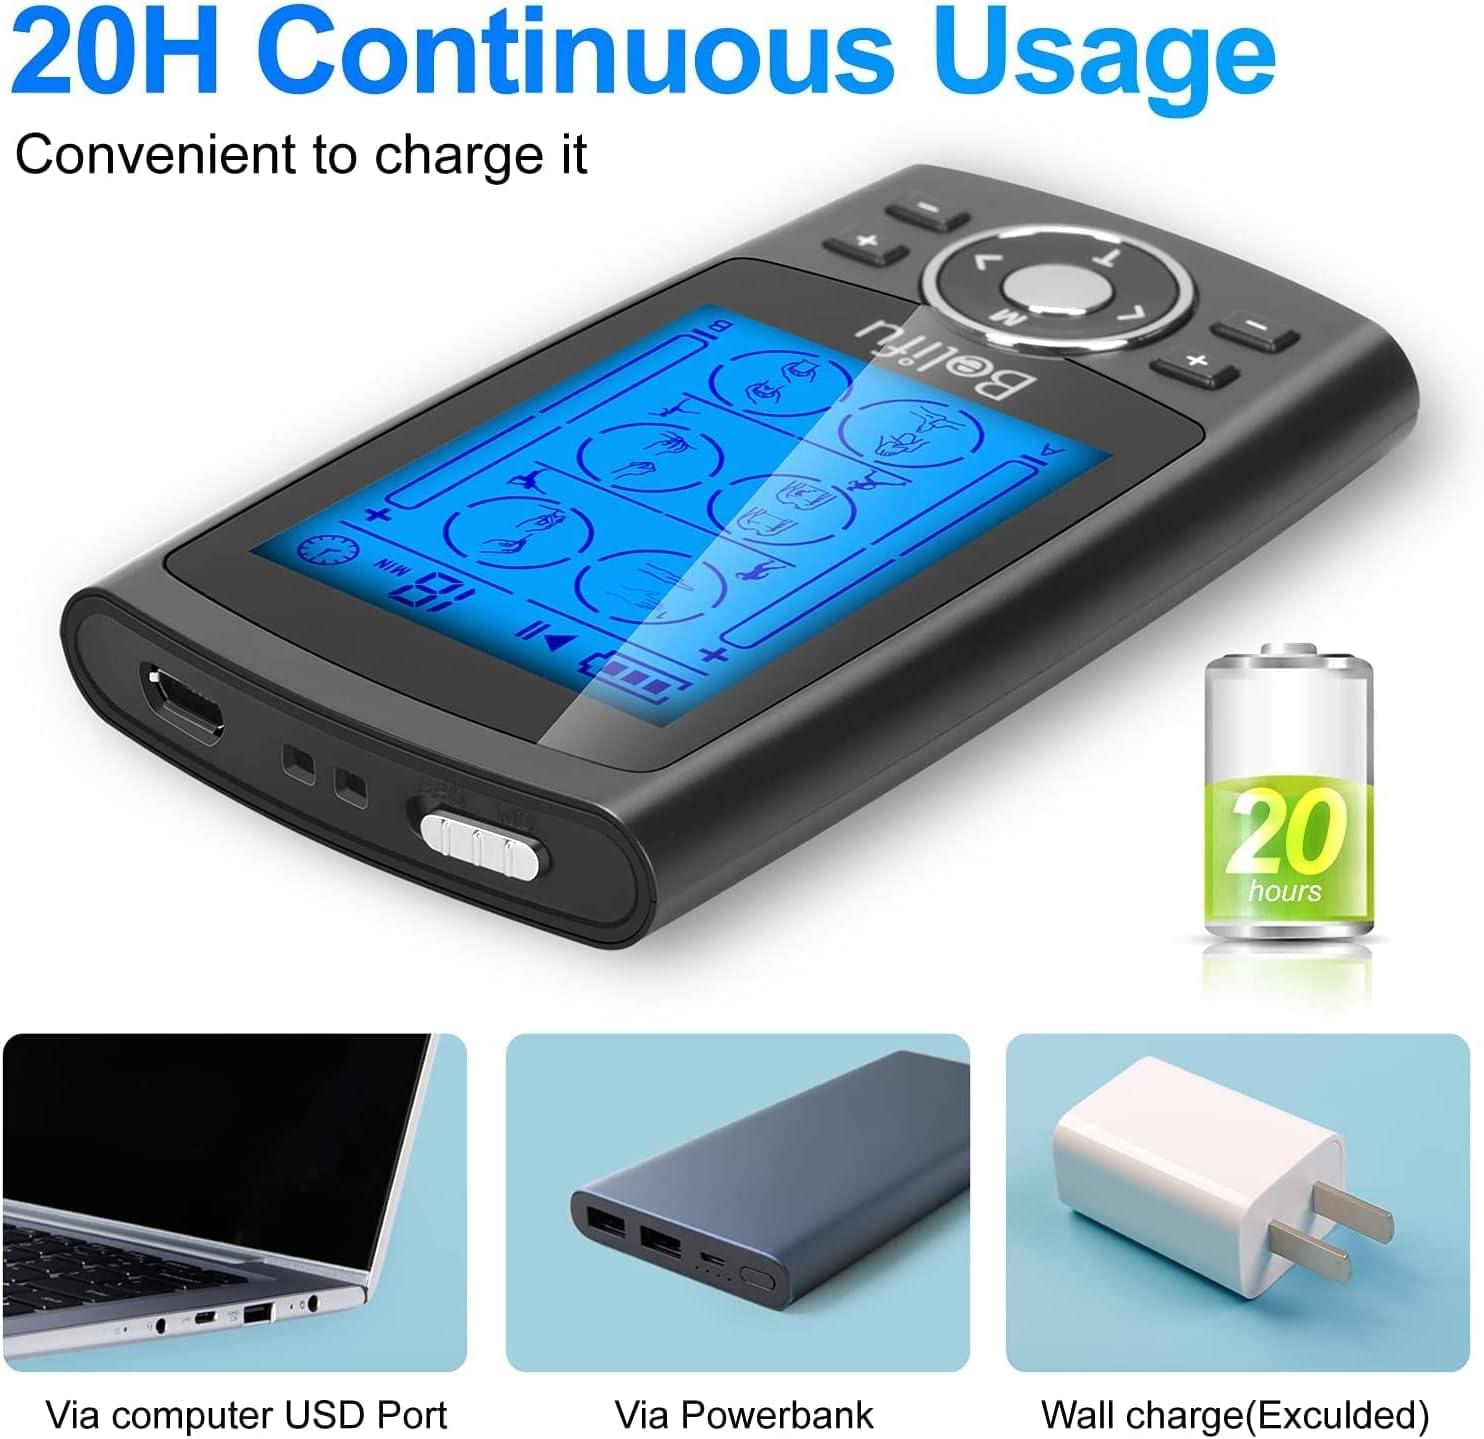 20H Continuous Usage
Convenient to charge it
T
M
Belifu
B
A
MIN
20
hours
Via computer USD Port
Via Powerbank
Wall charge(Exculded)